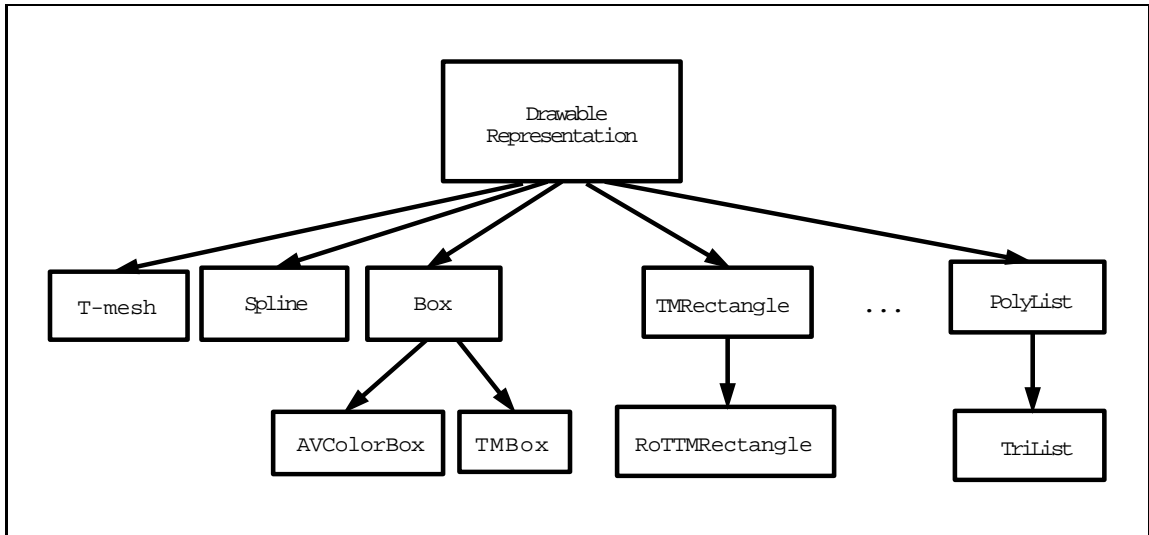 Drawable
Representation
T-mesh
Spline
Box
TMRectangle
...
PolyList
AVColorBox
TMBox
RoTTMRectangle
TriList